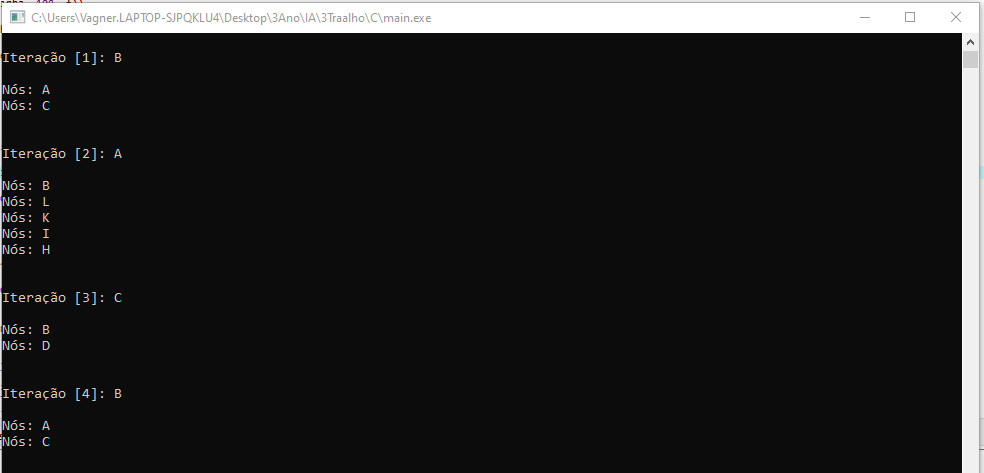 C:\Users\Vagner.LAPTOP-SJPQKLU4\Desktop\3Ano\IA\3Traalho\C\main.exe
Iteração [1]: B
Nós: A
Nós: C
Iteração [2]: A
Nós: B
Nós: L
Nós: K
Nós: I
Nós: H
Iteração [3]: C
Nós: B
Nós: D
Iteração [4]: B
Nós: A
Nós: C